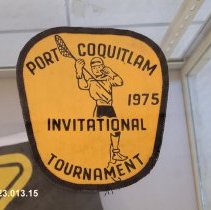 PORT COQUITLAM
1975
INVITATIONAL
TOURNAMENT
23.013.15